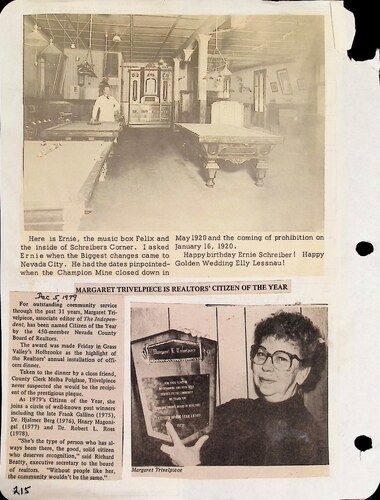 Here is Ernie, the music box Felix and
the inside of Schreibers Corner. I asked
Ernie when the Biggest changes came to
Nevada City. He had the dates pinpointed-
when the Champion Mine closed down in
May 1920 and the coming of prohibition on
January 16, 1920.
Happy birthday Ernie Schreiber! Happy
Golden Wedding Elly Lessnau!
MARGARET TRIVELPIECE IS REALTORS' CITIZEN OF THE YEAR
Dec 5, 1979
For outstanding community service
through the past 31 years, Margaret Tri-
velpiece, associate editor of The Indepen-
dent, has been named Citizen of the Year
by the 430-member Nevada County
Board of Realtors.
The award was made Friday in Grass
Valley's Holbrooke as the highlight of
the Realtors' annual installation of offi-
cers dinner.
Taken to the dinner by a close friend,
County Clerk Melba Polglase, Trivelpiece
never suspected she would be the recipi-
ent of the prestigious plaque.
As 1979's Citizen of the Year, she
joins a circle of well-known past winners
including the late Frank Gallino (1975),
Dr. Hjalmer Berg (1976), Henry Magoni-
gal (1977) and Dr. Robert L. Ross
(1978).
"She's the type of person who has al-
ways been there, the good, solid citizen
who deserves recognition," said Richard
Beatty, executive secretary to the board
of realtors. "Without people like her,
the community wouldn't be the same."
Margaret Trivelpiece
Margaret Trivelpiece
215